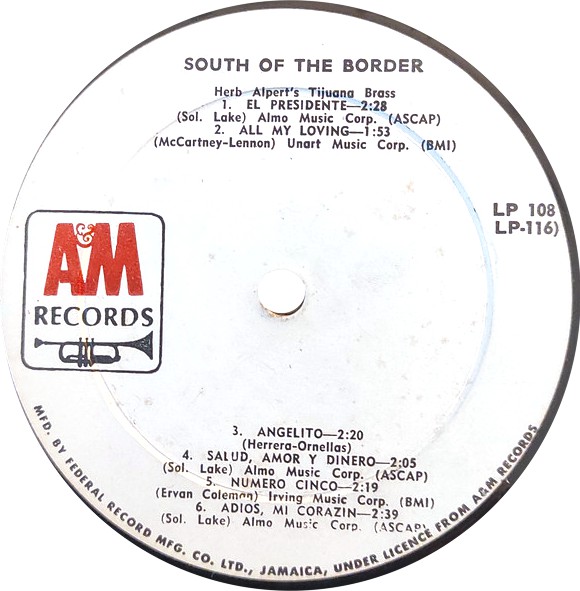 SOUTH OF THE BORDER
Herb Alpert's Tijuana Brass
1. EL PRESIDENTE—2:28
(Sol. Lake) Almo Music Corp. (ASCAP)
2. ALL MY LOVING—1:53
(McCartney-Lennon) Unart Music Corp. (BMI)
LP 108
LP-116)
A&M
RECORDS
3. ANGELITO—2:20
(Herrera-Ornellas)
4. SALUD, AMOR Y DINERO—2:05
(Sol. Lake) Almo Music Corp. (ASCAP)
5. NUMERO CINCO—2:19
(Ervan Coleman) Irving Music Corp. (BMI)
6. ADIOS, MI CORAZIN—2:39
(Sol. Lake) Almo Music Corp. (ASCAP)
MFD. BY FEDERAL RECORD MFG. CO. LTD., JAMAICA, UNDER LICENCE FROM A&M RECORDS